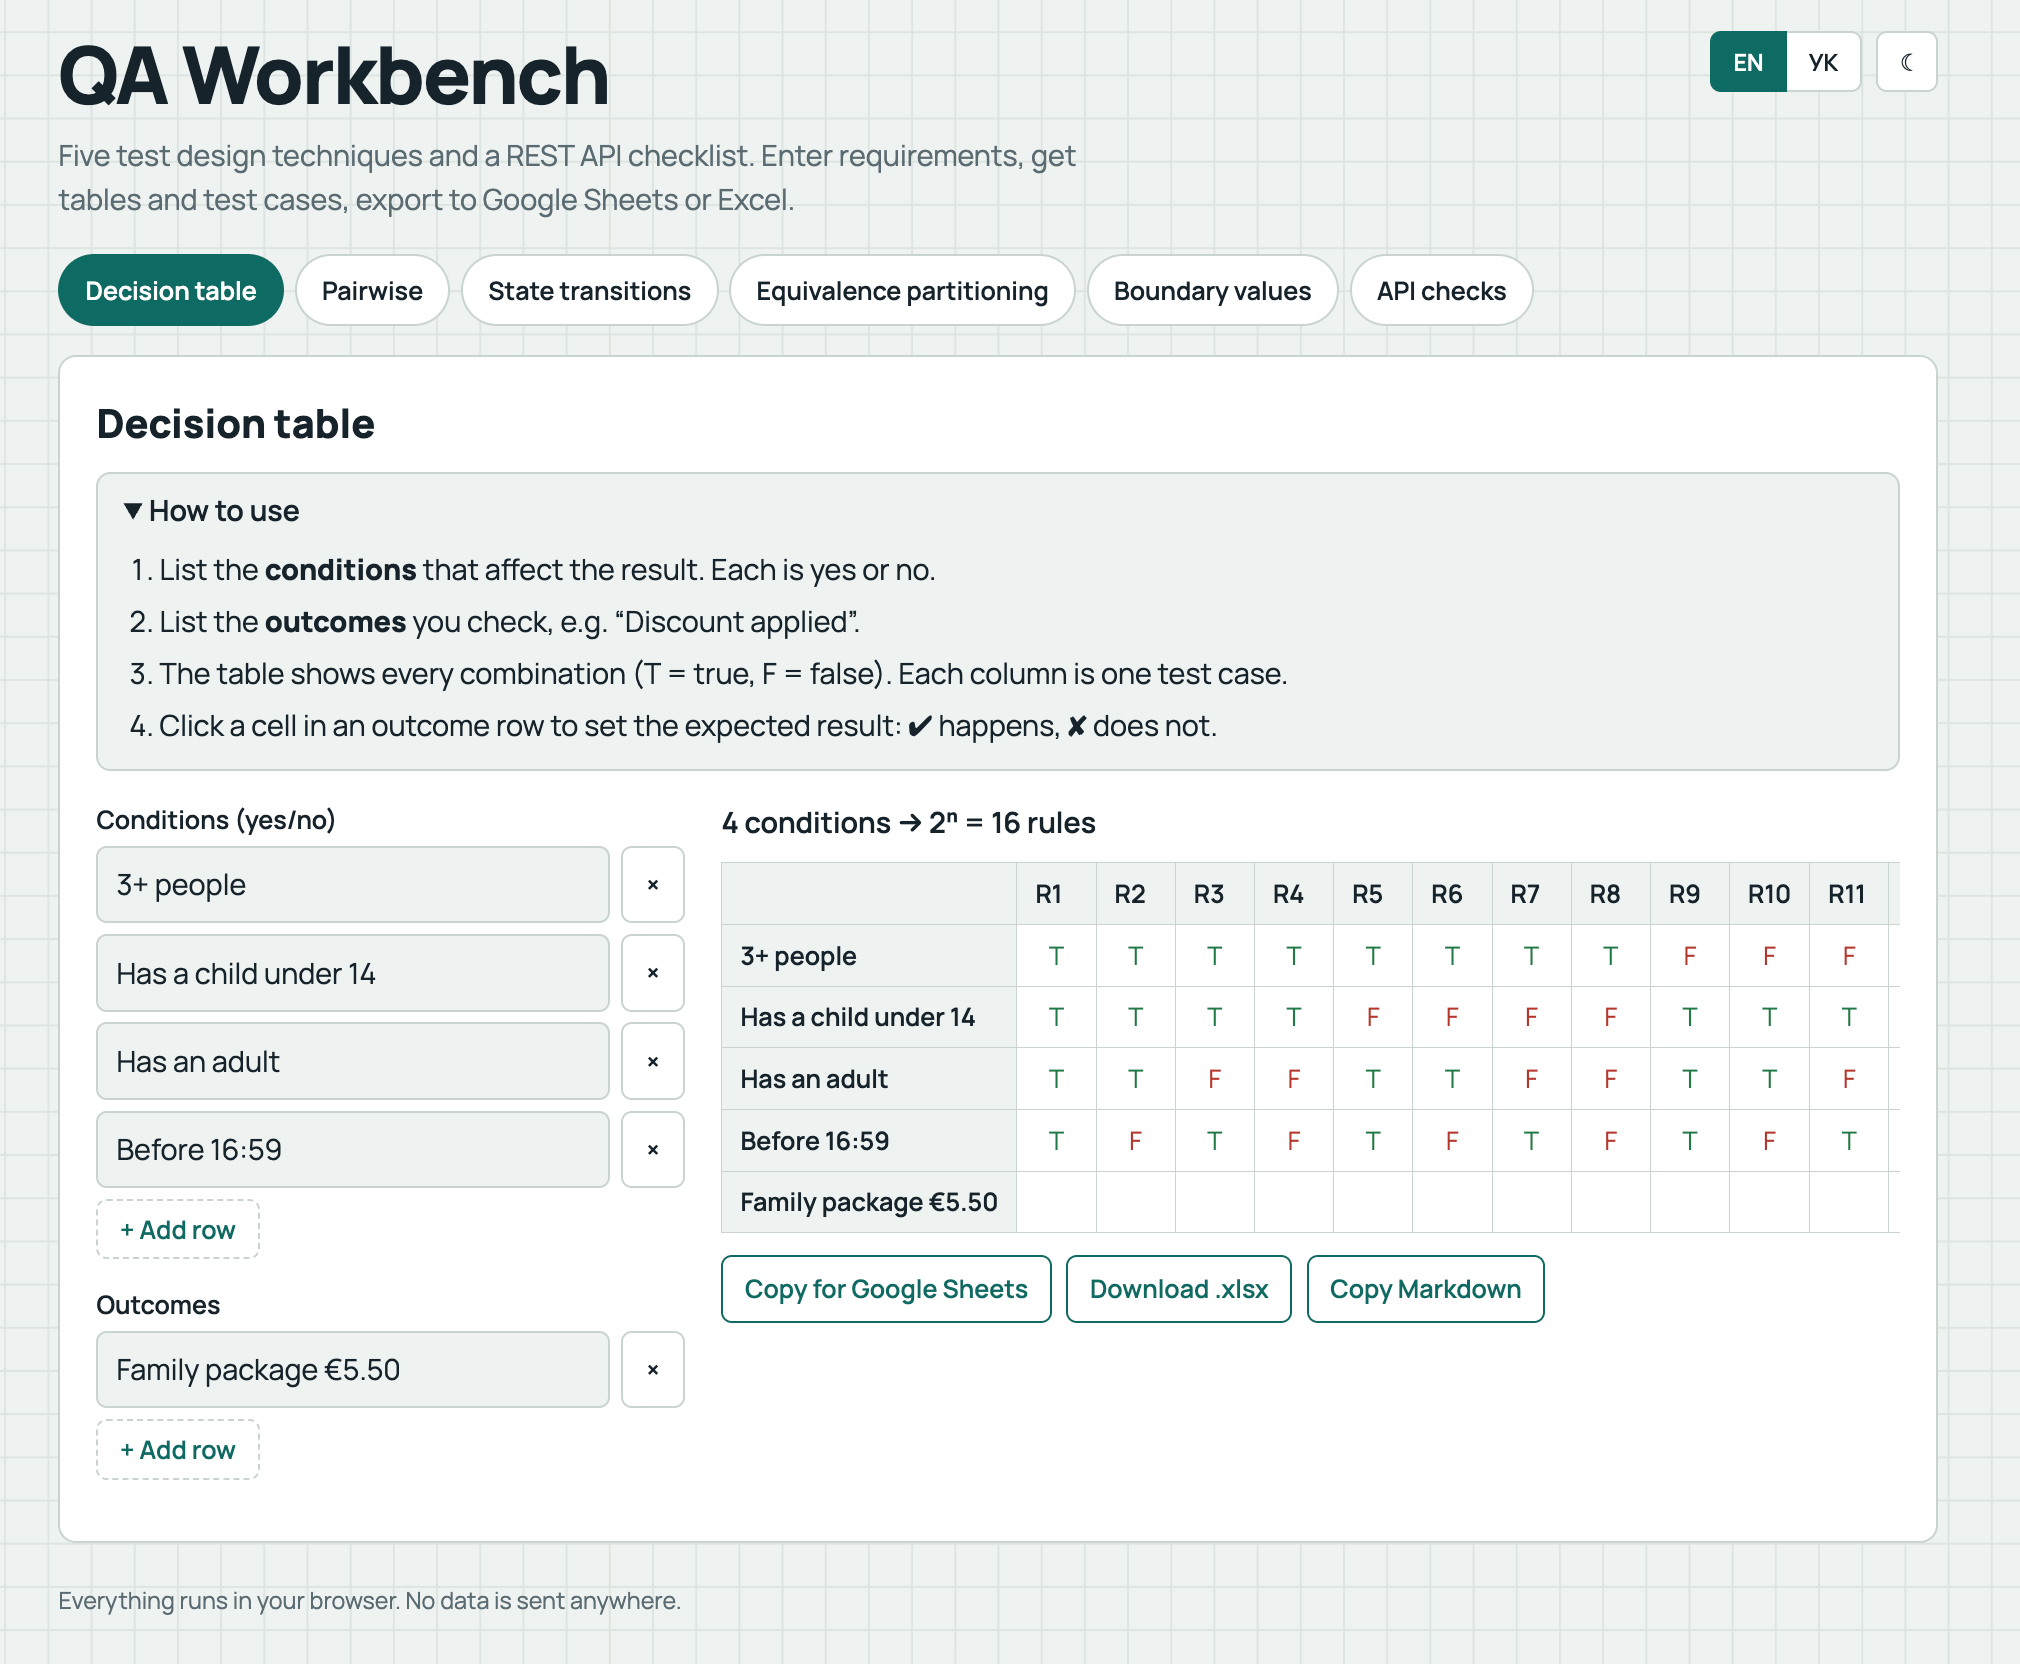 QA Workbench
EN УК ☾
Five test design techniques and a REST API checklist. Enter requirements, get
tables and test cases, export to Google Sheets or Excel.
Decision table Pairwise State transitions Equivalence partitioning Boundary values API checks
Decision table
▼ How to use
1. List the conditions that affect the result. Each is yes or no.
2. List the outcomes you check, e.g. “Discount applied”.
3. The table shows every combination (T = true, F = false). Each column is one test case.
4. Click a cell in an outcome row to set the expected result: ✔ happens, ✘ does not.
Conditions (yes/no)
3+ people ×
Has a child under 14 ×
Has an adult ×
Before 16:59 ×
+ Add row
Outcomes
Family package €5.50 ×
+ Add row
4 conditions → 2ⁿ = 16 rules
R1 R2 R3 R4 R5 R6 R7 R8 R9 R10 R11
3+ people T T T T T T T T F F F
Has a child under 14 T T T T F F F F T T T
Has an adult T T F F T T F F T T F
Before 16:59 T F T F T F T F T F T
Family package €5.50
Copy for Google Sheets Download .xlsx Copy Markdown
Everything runs in your browser. No data is sent anywhere.